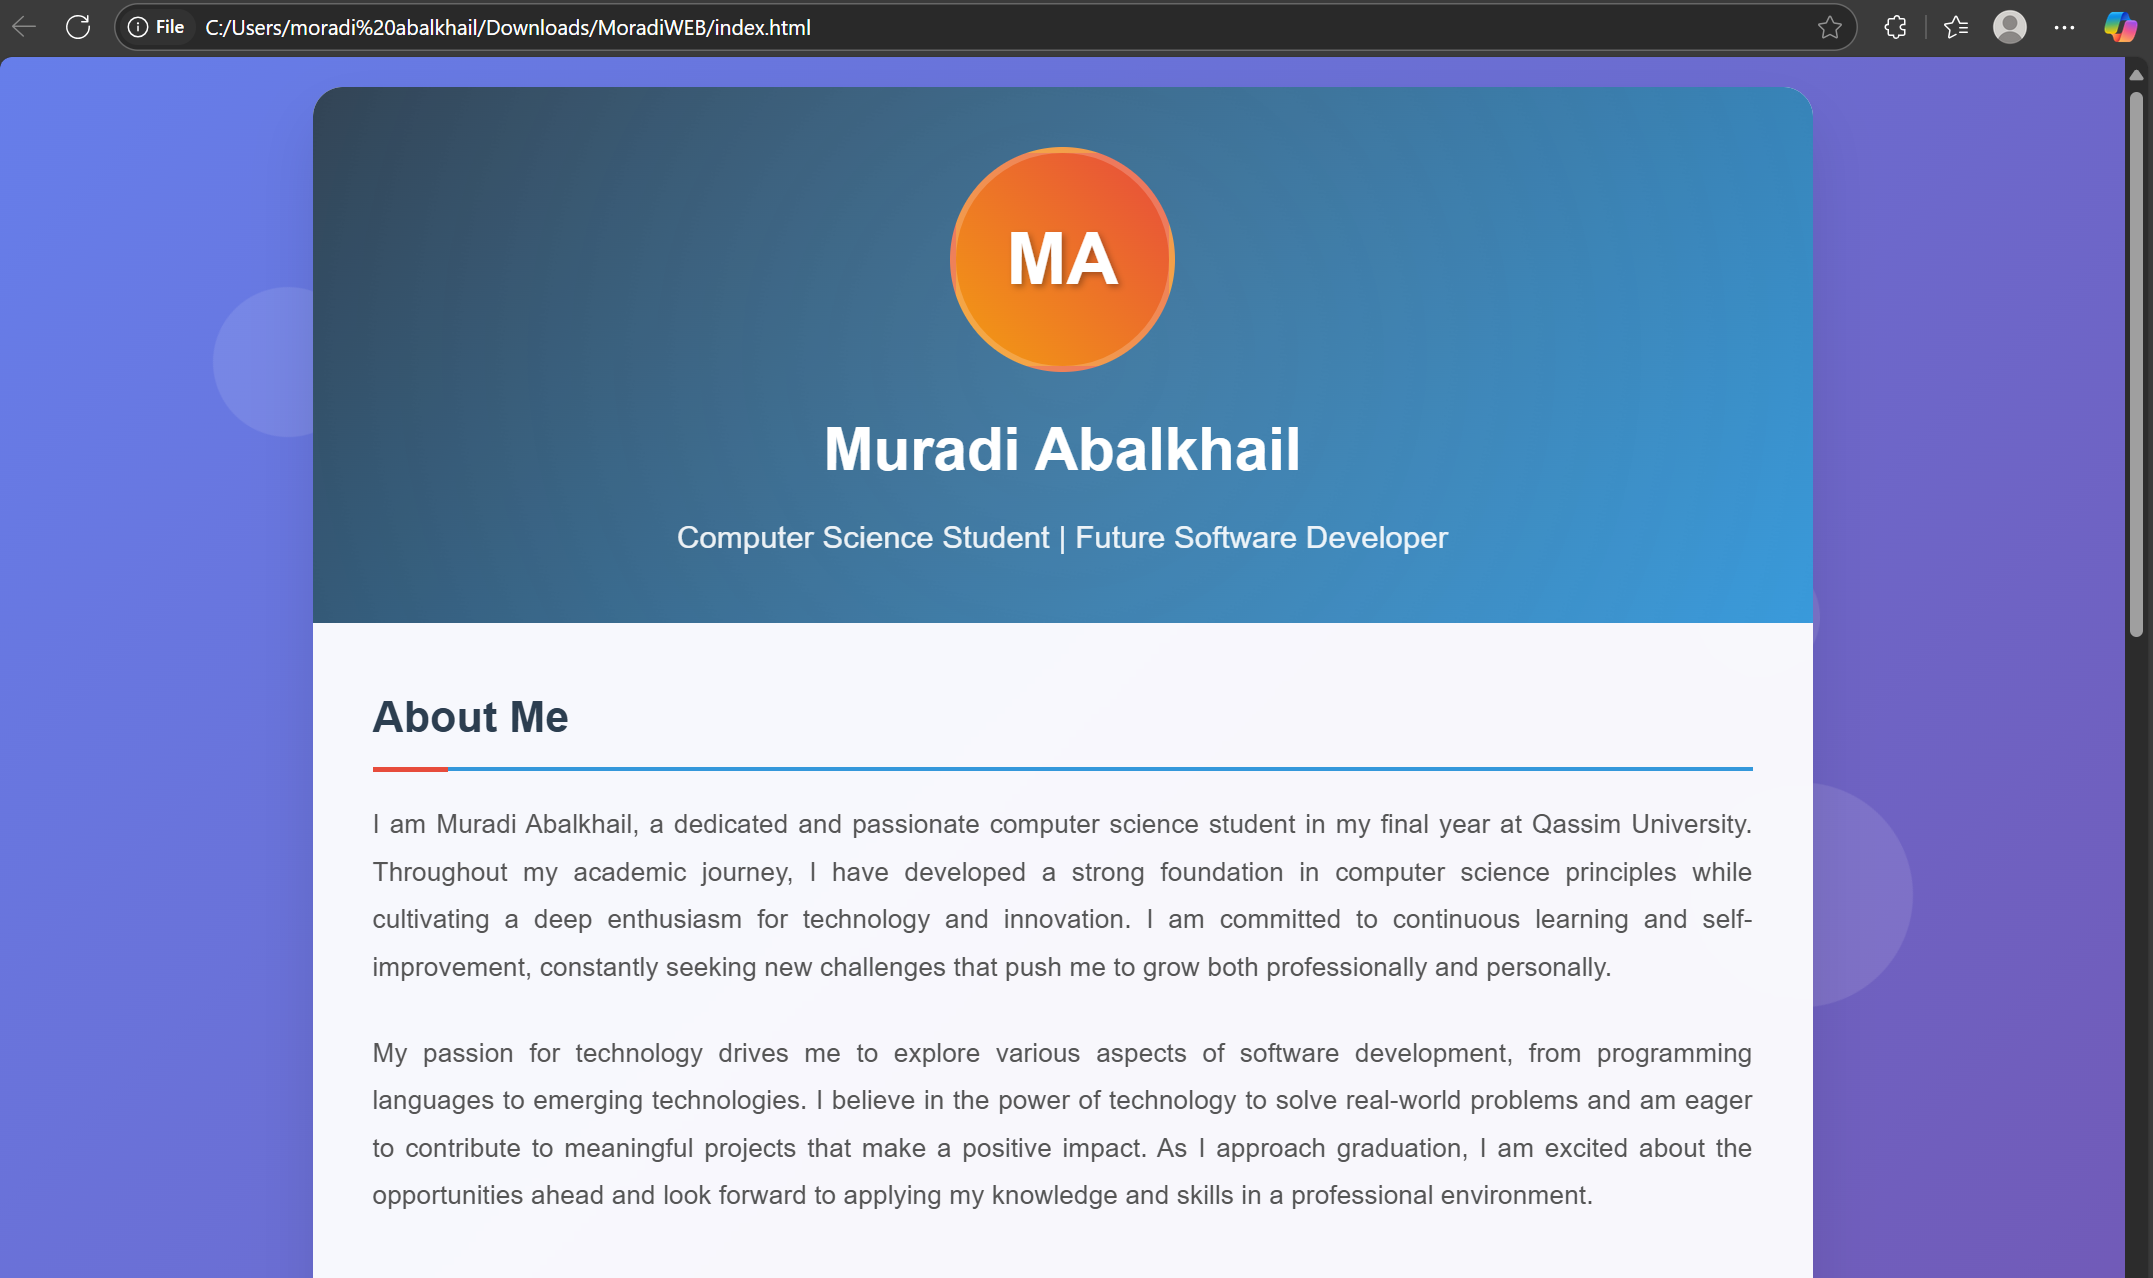 File C:/Users/moradi%20abalkhail/Downloads/MoradiWEB/index.html
MA
Muradi Abalkhail
Computer Science Student | Future Software Developer
About Me
I am Muradi Abalkhail, a dedicated and passionate computer science student in my final year at Qassim University.
Throughout my academic journey, I have developed a strong foundation in computer science principles while
cultivating a deep enthusiasm for technology and innovation. I am committed to continuous learning and self-
improvement, constantly seeking new challenges that push me to grow both professionally and personally.
My passion for technology drives me to explore various aspects of software development, from programming
languages to emerging technologies. I believe in the power of technology to solve real-world problems and am eager
to contribute to meaningful projects that make a positive impact. As I approach graduation, I am excited about the
opportunities ahead and look forward to applying my knowledge and skills in a professional environment.